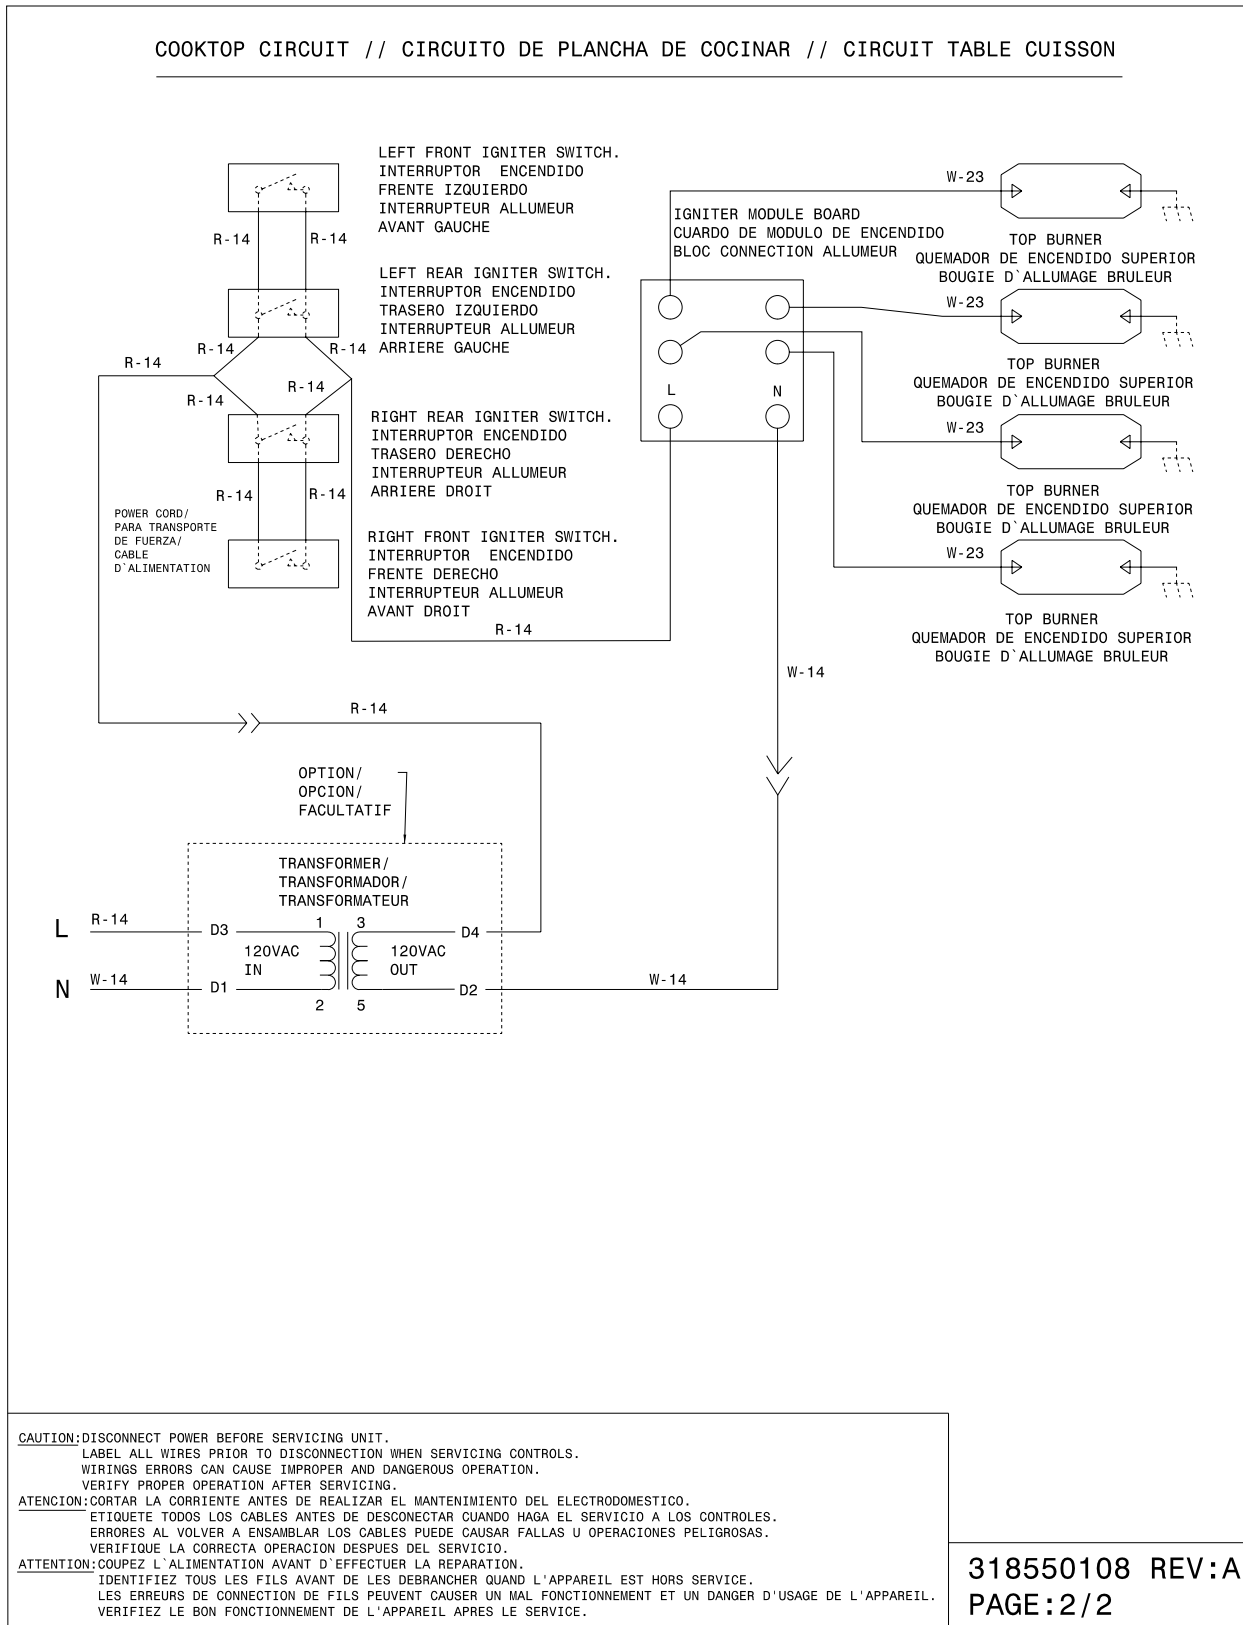 COOKTOP CIRCUIT // CIRCUITO DE PLANCHA DE COCINAR // CIRCUIT TABLE CUISSON
LEFT FRONT IGNITER SWITCH.
INTERRUPTOR ENCENDIDO
FRENTE IZQUIERDO
INTERRUPTEUR ALLUMEUR
AVANT GAUCHE
R-14
R-14
LEFT REAR IGNITER SWITCH.
INTERRUPTOR ENCENDIDO
TRASERO IZQUIERDO
INTERRUPTEUR ALLUMEUR
ARRIERE GAUCHE
R-14
R-14
R-14
R-14
R-14
RIGHT REAR IGNITER SWITCH.
INTERRUPTOR ENCENDIDO
TRASERO DERECHO
INTERRUPTEUR ALLUMEUR
ARRIERE DROIT
R-14
R-14
POWER CORD/
PARA TRANSPORTE
DE FUERZA/
CABLE
D`ALIMENTATION
RIGHT FRONT IGNITER SWITCH.
INTERRUPTOR ENCENDIDO
FRENTE DERECHO
INTERRUPTEUR ALLUMEUR
AVANT DROIT
R-14
IGNITER MODULE BOARD
CUARDO DE MODULO DE ENCENDIDO
BLOC CONNECTION ALLUMEUR
L
N
W-23
TOP BURNER
QUEMADOR DE ENCENDIDO SUPERIOR
BOUGIE D`ALLUMAGE BRULEUR
W-23
TOP BURNER
QUEMADOR DE ENCENDIDO SUPERIOR
BOUGIE D`ALLUMAGE BRULEUR
W-23
TOP BURNER
QUEMADOR DE ENCENDIDO SUPERIOR
BOUGIE D`ALLUMAGE BRULEUR
W-23
TOP BURNER
QUEMADOR DE ENCENDIDO SUPERIOR
BOUGIE D`ALLUMAGE BRULEUR
W-14
R-14
OPTION/
OPCION/
FACULTATIF
TRANSFORMER/
TRANSFORMADOR/
TRANSFORMATEUR
L R-14 D3 1 3 D4
120VAC
IN
120VAC
OUT
N W-14 D1 2 5 D2
W-14
CAUTION:DISCONNECT POWER BEFORE SERVICING UNIT.
LABEL ALL WIRES PRIOR TO DISCONNECTION WHEN SERVICING CONTROLS.
WIRINGS ERRORS CAN CAUSE IMPROPER AND DANGEROUS OPERATION.
VERIFY PROPER OPERATION AFTER SERVICING.
ATENCION:CORTAR LA CORRIENTE ANTES DE REALIZAR EL MANTENIMIENTO DEL ELECTRODOMESTICO.
ETIQUETE TODOS LOS CABLES ANTES DE DESCONECTAR CUANDO HAGA EL SERVICIO A LOS CONTROLES.
ERRORES AL VOLVER A ENSAMBLAR LOS CABLES PUEDE CAUSAR FALLAS U OPERACIONES PELIGROSAS.
VERIFIQUE LA CORRECTA OPERACION DESPUES DEL SERVICIO.
ATTENTION:COUPEZ L`ALIMENTATION AVANT D`EFFECTUER LA REPARATION.
IDENTIFIEZ TOUS LES FILS AVANT DE LES DEBRANCHER QUAND L'APPAREIL EST HORS SERVICE.
LES ERREURS DE CONNECTION DE FILS PEUVENT CAUSER UN MAL FONCTIONNEMENT ET UN DANGER D'USAGE DE L'APPAREIL.
VERIFIEZ LE BON FONCTIONNEMENT DE L'APPAREIL APRES LE SERVICE.
318550108 REV:A
PAGE:2/2